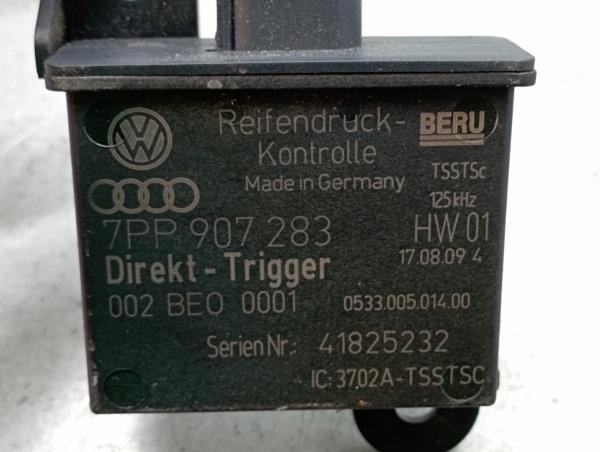 Reifendruck-
Kontrolle
Made in Germany
BERU
TSSTSc
125 kHz
7PP 907 283
HW 01
Direkt - Trigger
17.08.09 4
002 BEO 0001
0533.005.014.00
Serien Nr.: 41825232
IC: 3702A-TSSTSC